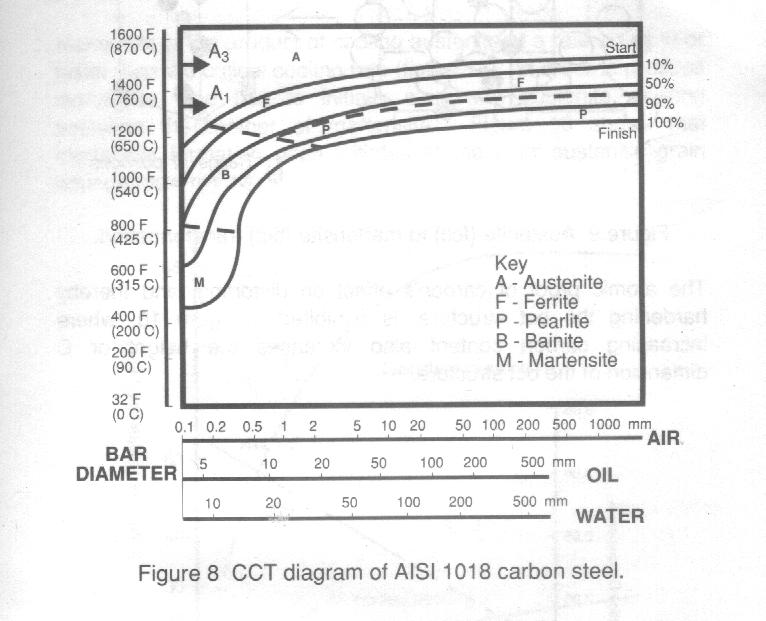 1600 F
(870 C)
1400 F
(760 C)
1200 F
(650 C)
1000 F
(540 C)
800 F
(425 C)
600 F
(315 C)
400 F
(200 C)
200 F
(90 C)
32 F
(0 C)
A3
A1
A
F
F
P
P
B
M
Start
Finish
10%
50%
90%
100%
Key
A - Austenite
F - Ferrite
P - Pearlite
B - Bainite
M - Martensite
BAR
DIAMETER
0.1 0.2 0.5 1 2 5 10 20 50 100 200 500 1000 mm AIR
5 10 20 50 100 200 500 mm OIL
10 20 50 100 200 500 mm WATER
Figure 8 CCT diagram of AISI 1018 carbon steel.